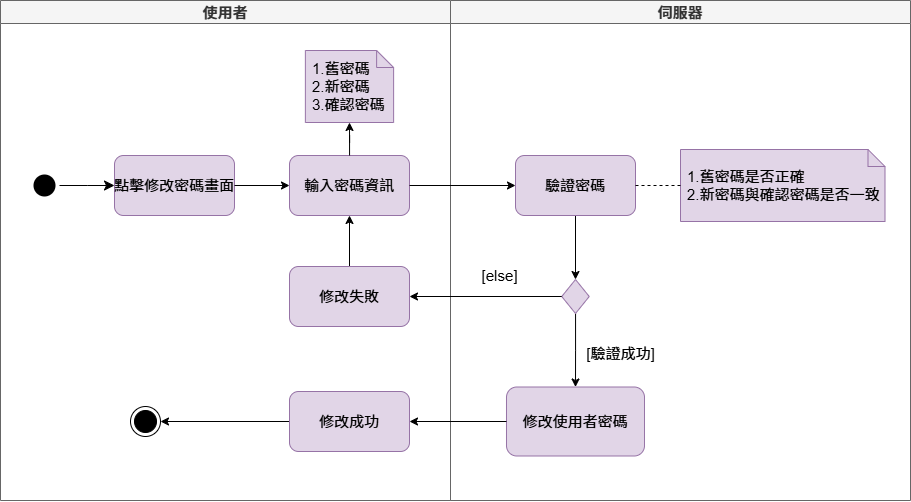 使用者
伺服器
1.舊密碼
2.新密碼
3.確認密碼
點擊修改密碼畫面
輸入密碼資訊
驗證密碼
1.舊密碼是否正確
2.新密碼與確認密碼是否一致
[else]
修改失敗
[驗證成功]
修改成功
修改使用者密碼